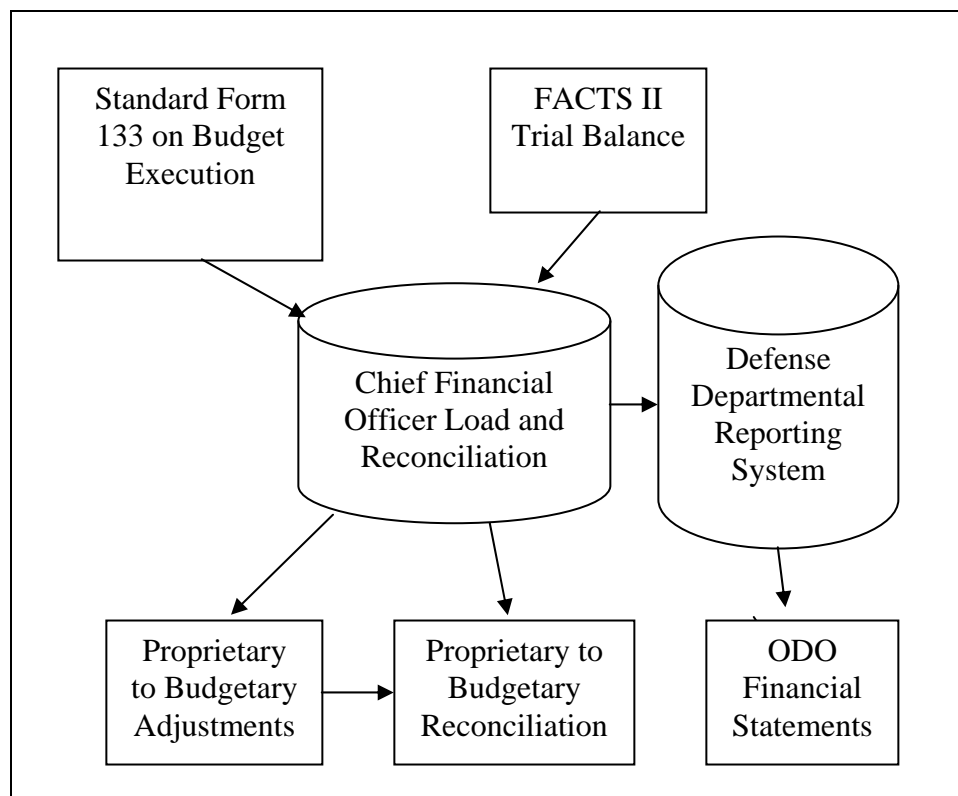 Standard Form
133 on Budget
Execution
FACTS II
Trial Balance
Chief Financial
Officer Load and
Reconciliation
Defense
Departmental
Reporting
System
Proprietary
to Budgetary
Adjustments
Proprietary to
Budgetary
Reconciliation
ODO
Financial
Statements